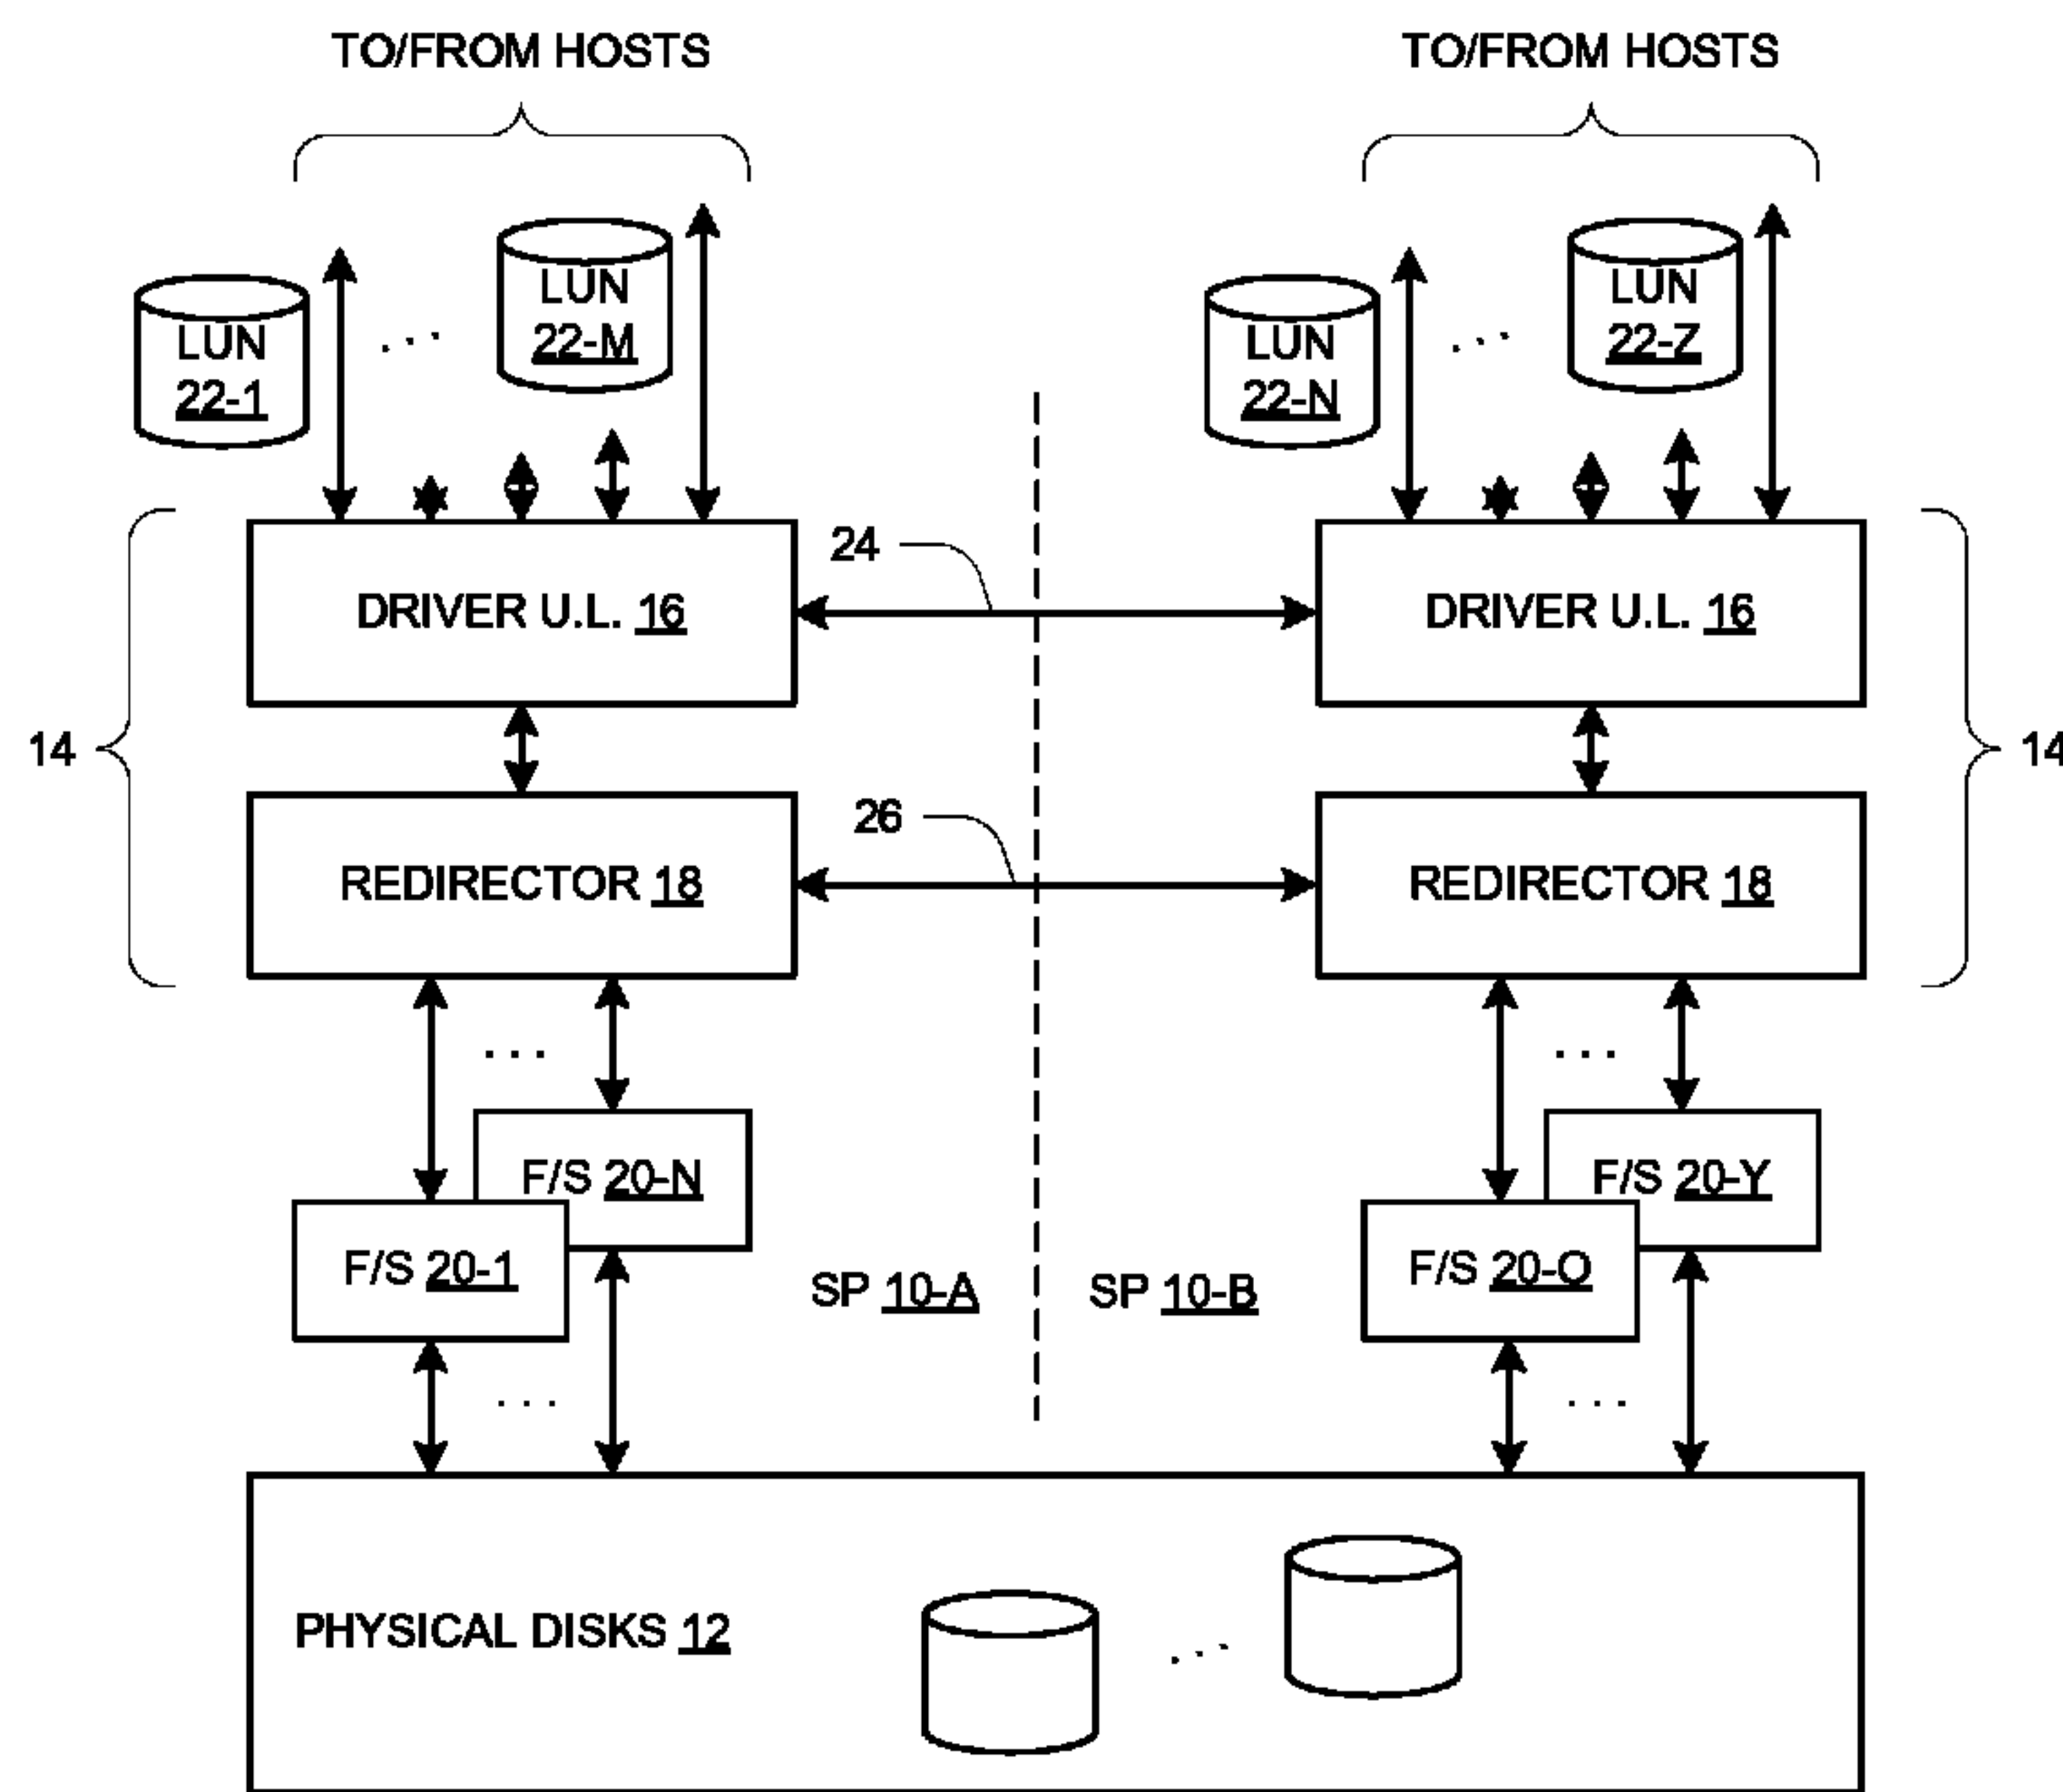 TO/FROM HOSTS
TO/FROM HOSTS
LUN
22-1
. . .
LUN
22-M
LUN
22-N
. . .
LUN
22-Z
24
DRIVER U.L. 16
DRIVER U.L. 16
14
14
26
REDIRECTOR 18
REDIRECTOR 18
. . .
. . .
F/S 20-N
F/S 20-Y
F/S 20-1
F/S 20-O
SP 10-A
SP 10-B
. . .
. . .
PHYSICAL DISKS 12
. . .